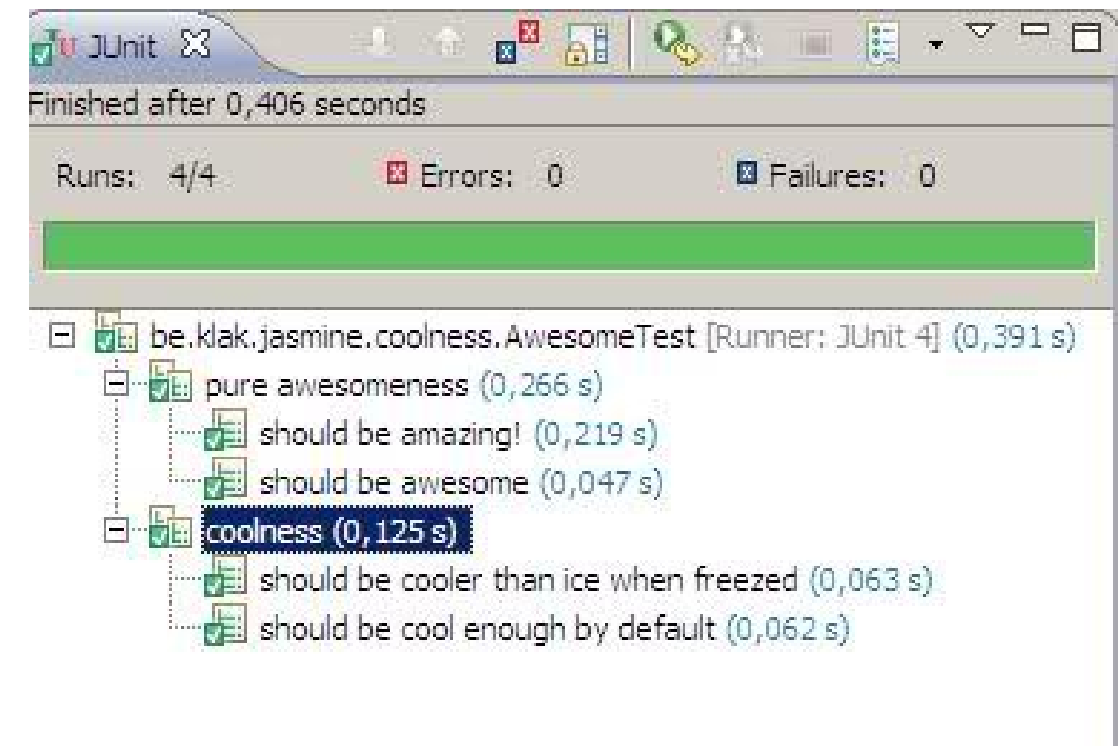 JUnit
Finished after 0,406 seconds
Runs: 4/4 Errors: 0 Failures: 0
be.klak.jasmine.coolness.AwesomeTest [Runner: JUnit 4] (0,391 s)
pure awesomeness (0,266 s)
should be amazing! (0,219 s)
should be awesome (0,047 s)
coolness (0,125 s)
should be cooler than ice when freezed (0,063 s)
should be cool enough by default (0,062 s)